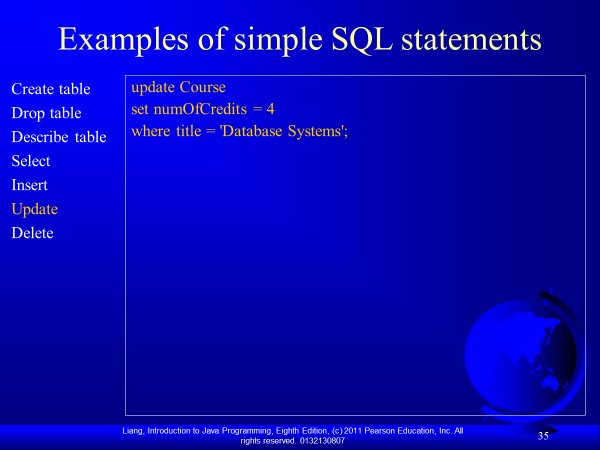 Examples of simple SQL statements
Create table
Drop table
Describe table
Select
Insert
Update
Delete
update Course
set numOfCredits = 4
where title = 'Database Systems';
Liang, Introduction to Java Programming, Eighth Edition, (c) 2011 Pearson Education, Inc. All
rights reserved. 0132130807
35